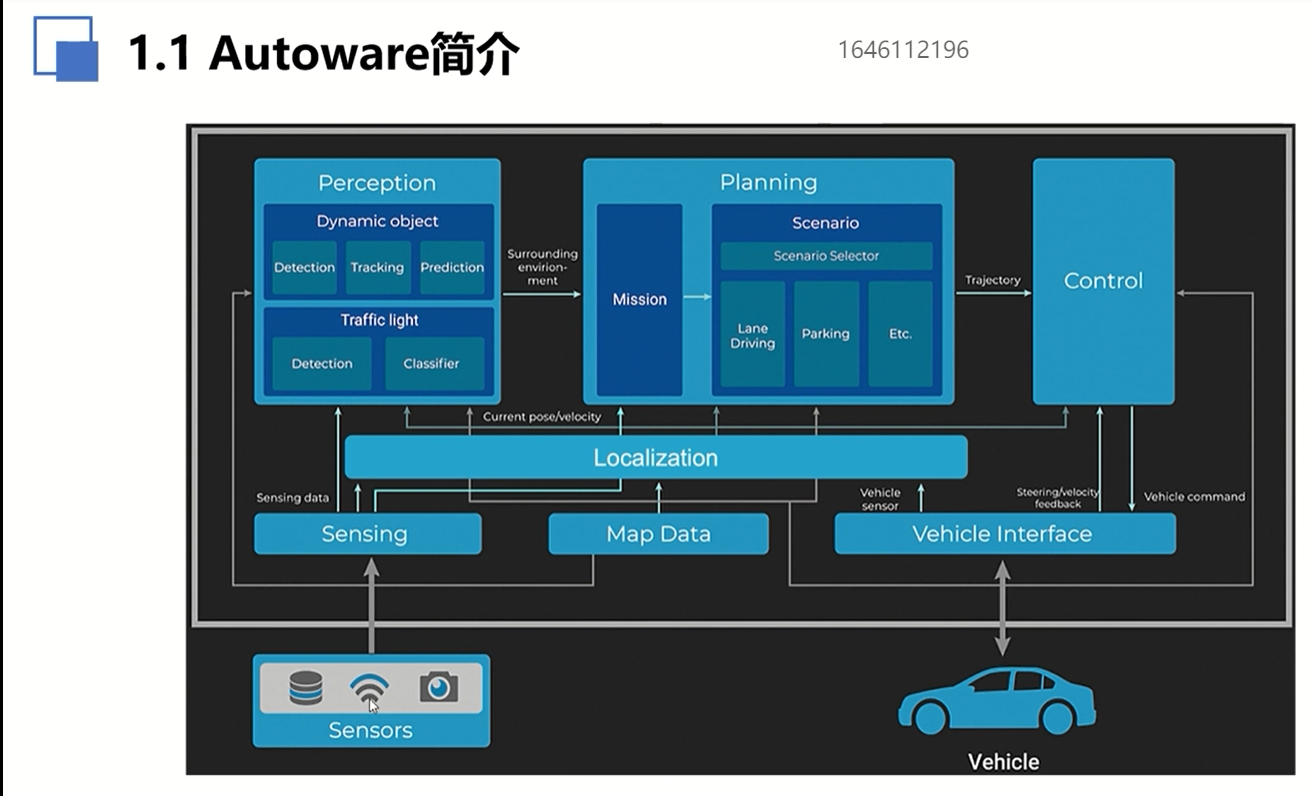 1.1 Autoware简介
1646112196
Perception
Dynamic object
Detection
Tracking
Prediction
Traffic light
Detection
Classifier
Surrounding
envirion-
ment
Planning
Mission
Scenario
Scenario Selector
Lane
Driving
Parking
Etc.
Trajectory
Control
Current pose/velocity
Localization
Sensing data
Vehicle
sensor
Steering/velocity
feedback
Vehicle command
Sensing
Map Data
Vehicle Interface
Sensors
Vehicle